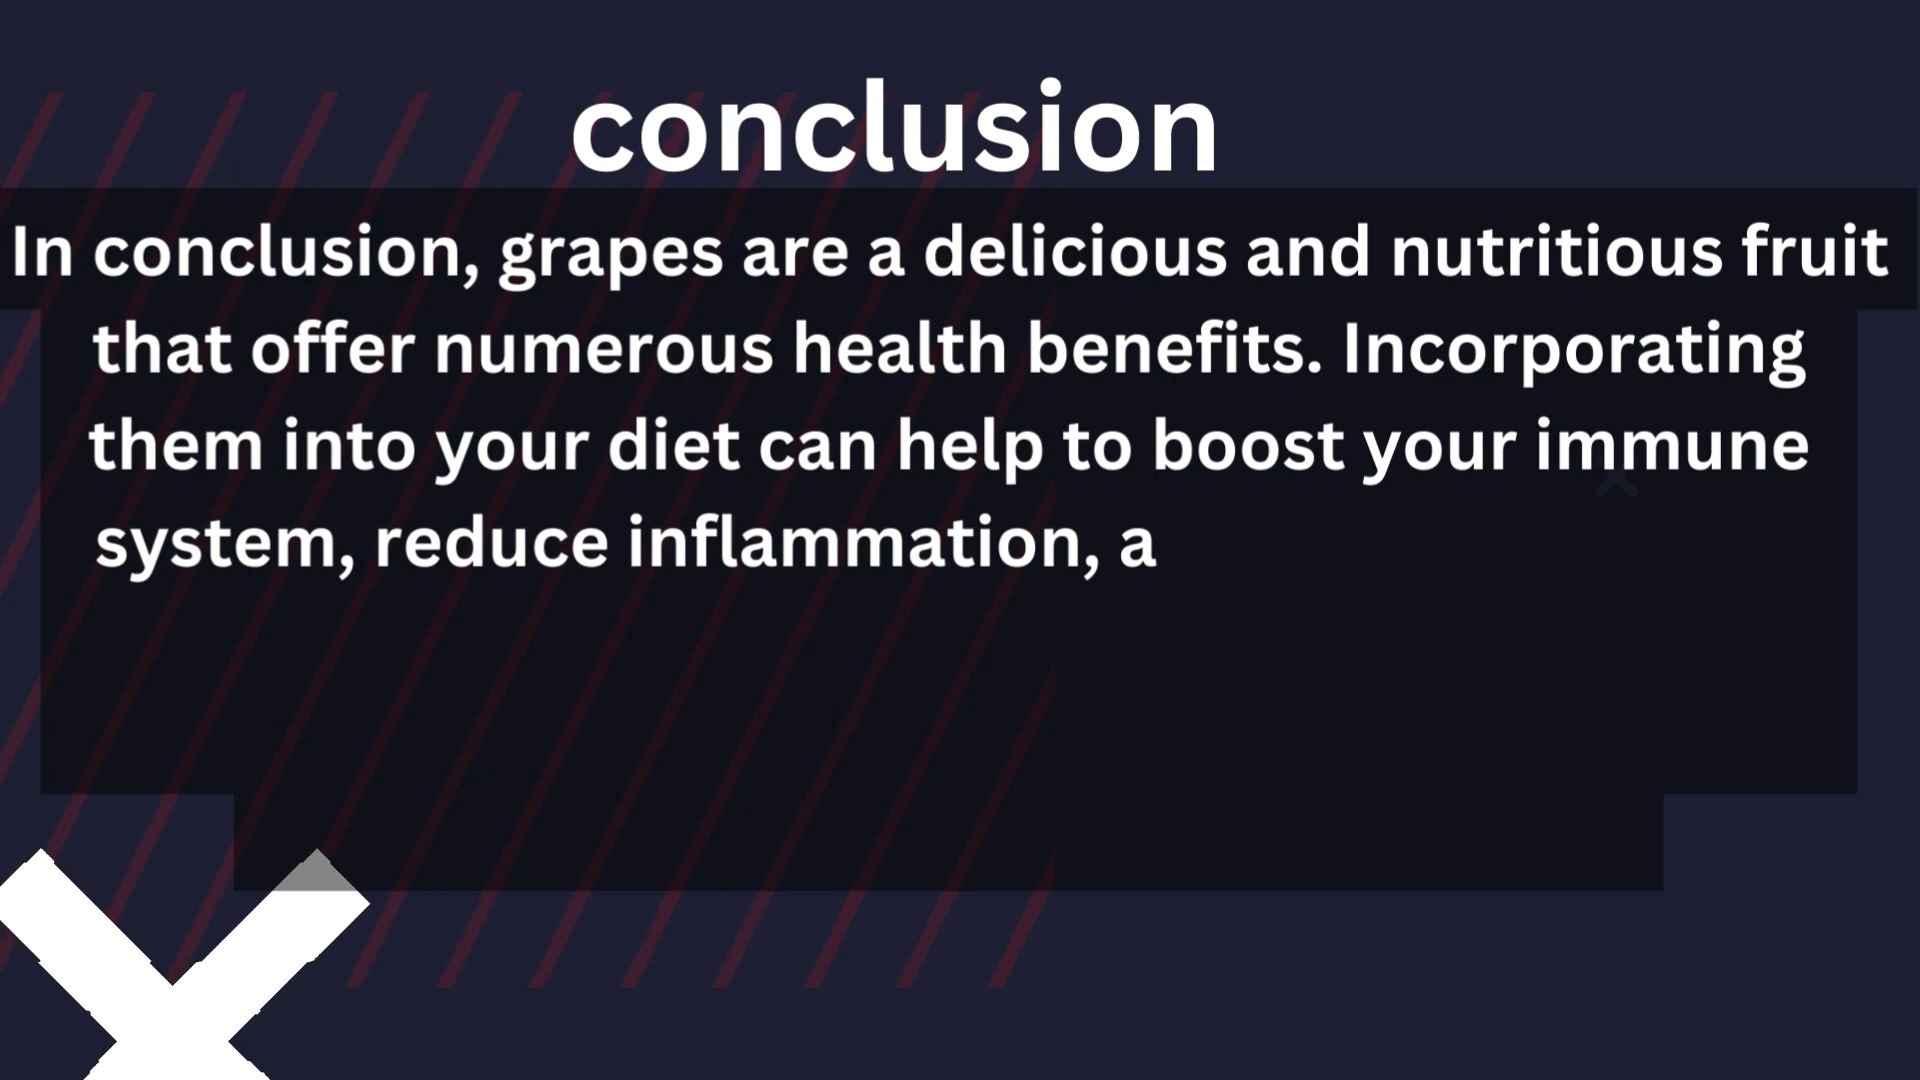 conclusion
In conclusion, grapes are a delicious and nutritious fruit
that offer numerous health benefits. Incorporating
them into your diet can help to boost your immune
system, reduce inflammation, a